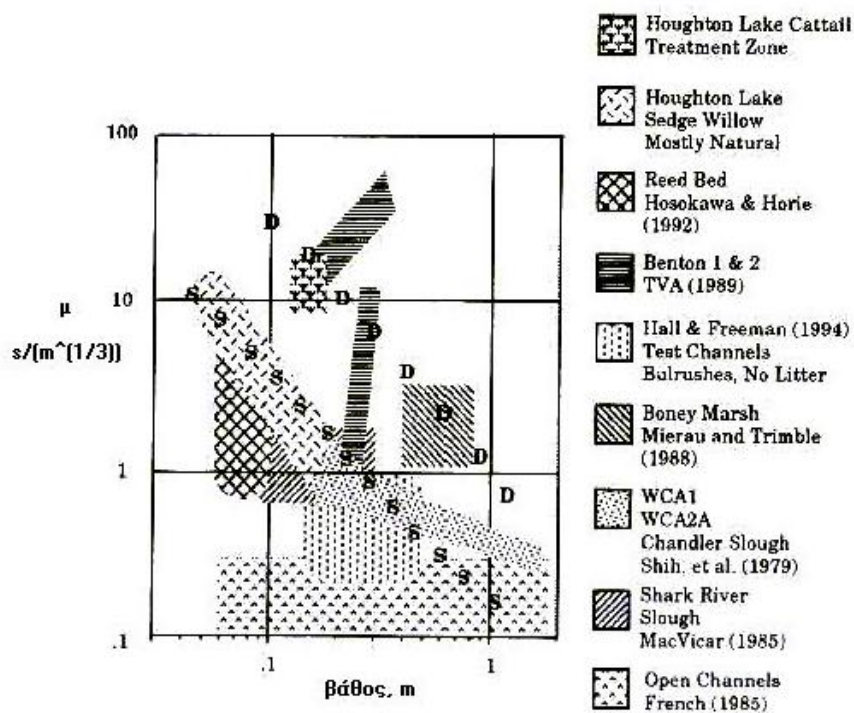 Houghton Lake Cattail
Treatment Zone
Houghton Lake
Sedge Willow
Mostly Natural
Reed Bed
Hosokawa & Horie
(1992)
Benton 1 & 2
TVA (1989)
Hall & Freeman (1994)
Test Channels
Bulrushes, No Litter
Boney Marsh
Mierau and Trimble
(1988)
WCA1
WCA2A
Chandler Slough
Shih, et al. (1979)
Shark River
Slough
MacVicar (1985)
Open Channels
French (1985)
100
10
1
.1
μ
s/(m^(1/3))
D
D
D
D
D
D
D
D
S
S
S
S
S
S
S
S
S
S
S
S
S
.1
1
βάθος, m